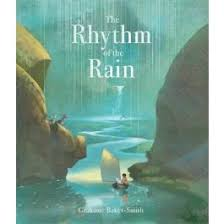 The
Rhythm
of the
Rain
Grahame Baker-Smith